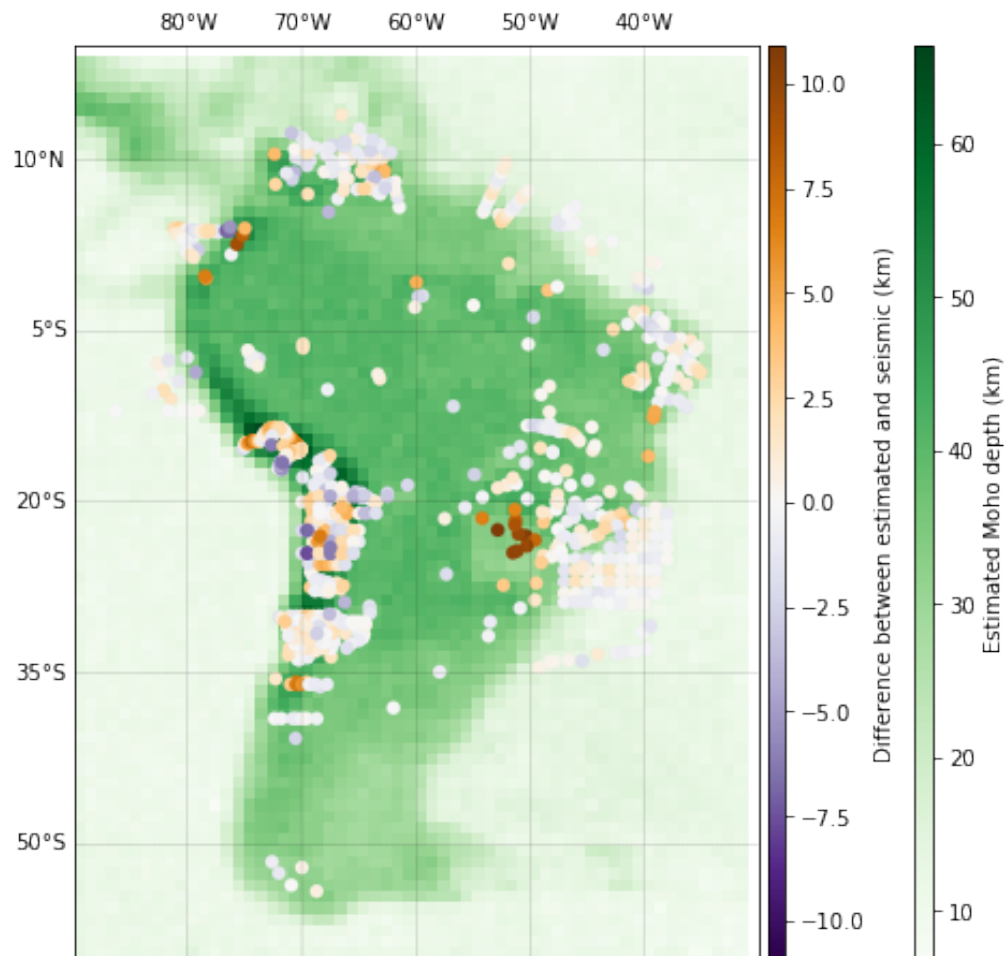 80°W 70°W 60°W 50°W 40°W
10°N
5°S
20°S
35°S
50°S
10.0
7.5
5.0
2.5
0.0
−2.5
−5.0
−7.5
−10.0
Difference between estimated and seismic (km)
60
50
40
30
20
10
Estimated Moho depth (km)